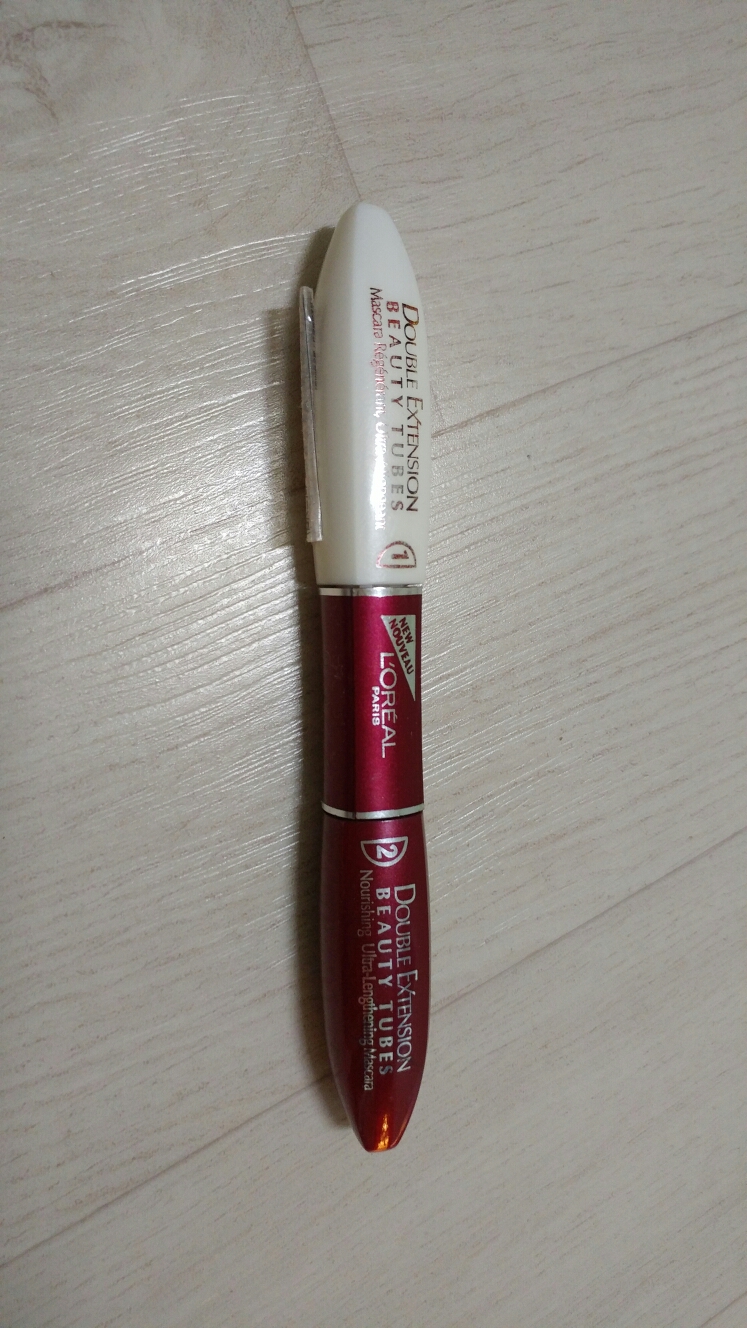 DOUBLE EXTENSION
BEAUTY TUBES
Mascara Régénérant
1
NEW
NOUVEAU
L'ORÉAL
PARIS
2
DOUBLE EXTENSION
BEAUTY TUBES
Nourishing Ultra-Lengthening Mascara